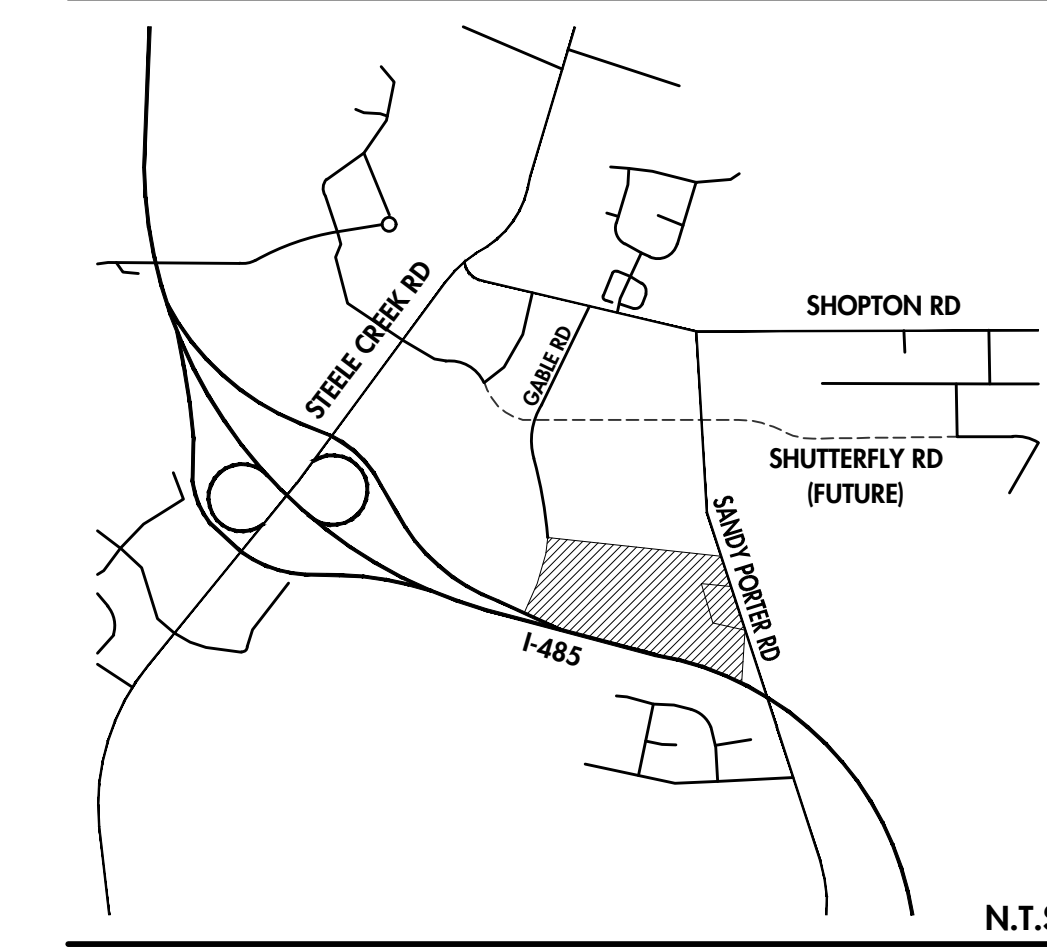 STEELE CREEK RD
SHOPTON RD
GABLE RD
SHUTTERFLY RD
(FUTURE)
SANDY PORTER RD
I-485